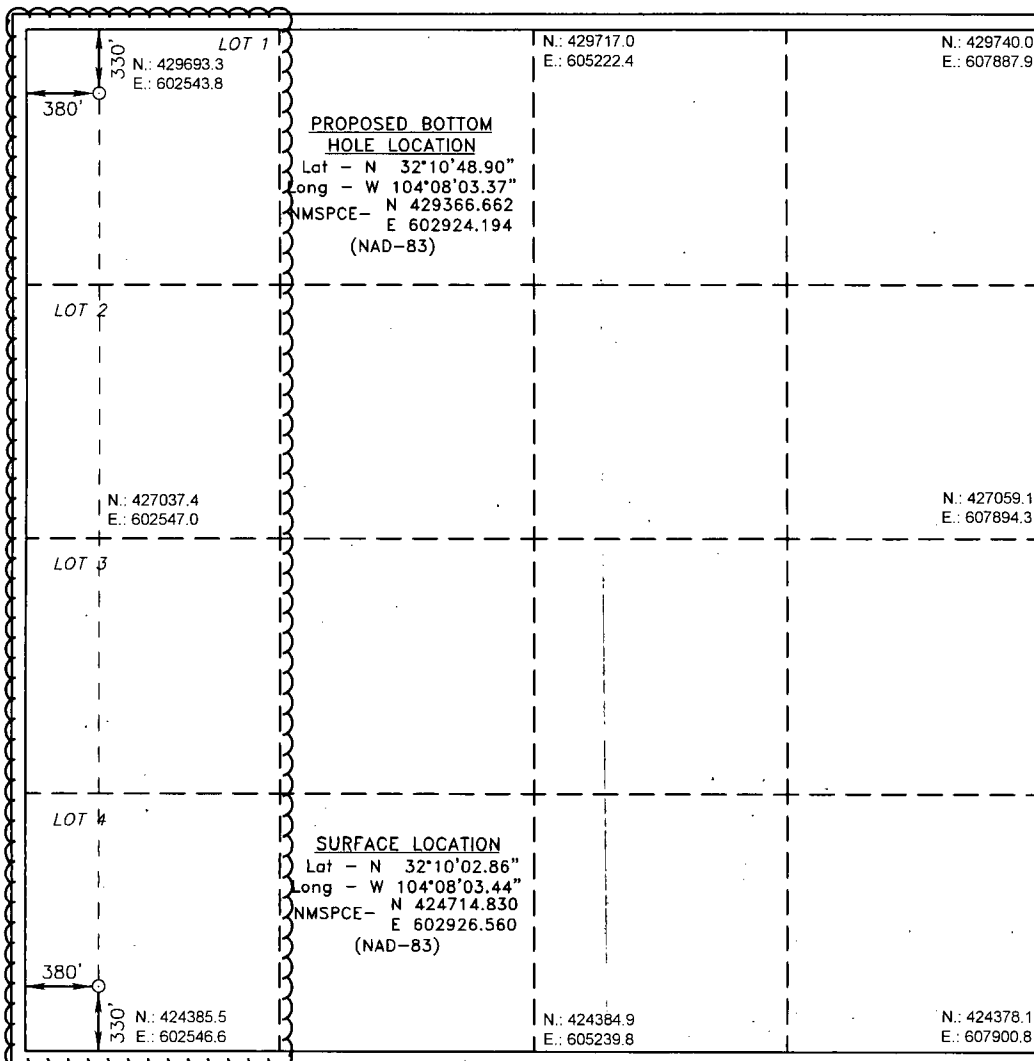 LOT 1
330'
N.: 429693.3
E.: 602543.8
380'
N.: 429717.0
E.: 605222.4
N.: 429740.0
E.: 607887.9
PROPOSED BOTTOM
HOLE LOCATION
Lat - N 32°10'48.90"
Long - W 104°08'03.37"
NMSPCE- N 429366.662
E 602924.194
(NAD-83)
LOT 2
N.: 427037.4
E.: 602547.0
N.: 427059.1
E.: 607894.3
LOT 3
LOT 4
SURFACE LOCATION
Lat - N 32°10'02.86"
Long - W 104°08'03.44"
NMSPCE- N 424714.830
E 602926.560
(NAD-83)
380'
330'
N.: 424385.5
E.: 602546.6
N.: 424384.9
E.: 605239.8
N.: 424378.1
E.: 607900.8